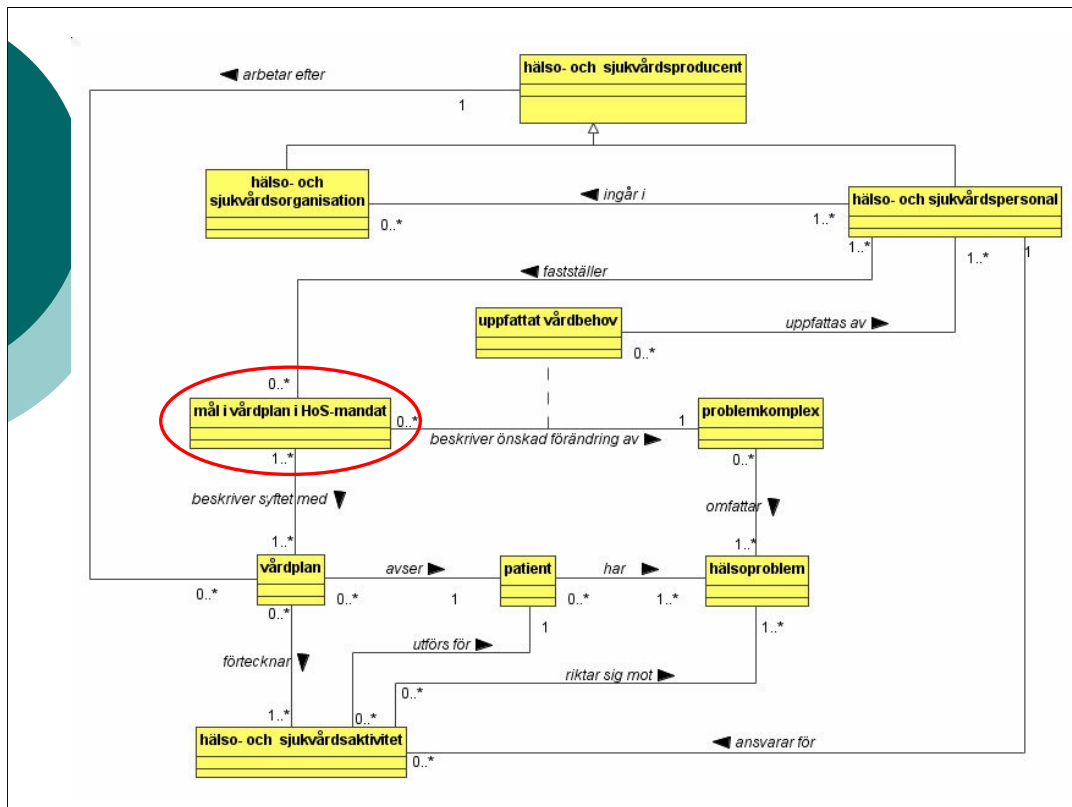 hälso- och sjukvårdsproducent
◄ arbetar efter
1
hälso- och
sjukvårdsorganisation
◄ ingår i
hälso- och sjukvårdspersonal
0..*
1..*
1..*
1..*
1
◄ fastställer
uppfattat vårdbehov
uppfattas av ►
0..*
0..*
mål i vårdplan i HoS-mandat
problemkomplex
0..*
1
beskriver önskad förändring av ►
1..*
0..*
beskriver syftet med ▼
omfattar ▼
1..*
1..*
vårdplan
avser ►
patient
har ►
hälsoproblem
0..*
0..*
1
0..*
1..*
0..*
1
1..*
utförs för ►
förtecknar ▼
riktar sig mot ►
0..*
1..*
0..*
hälso- och sjukvårdsaktivitet
◄ ansvarar för
0..*